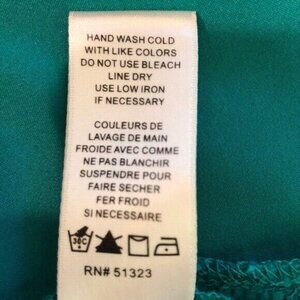 HAND WASH COLD
WITH LIKE COLORS
DO NOT USE BLEACH
LINE DRY
USE LOW IRON
IF NECESSARY
COULEURS DE
LAVAGE DE MAIN
FROIDE AVEC COMME
NE PAS BLANCHIR
SUSPENDRE POUR
FAIRE SECHER
FER FROID
SI NECESSAIRE
30C
RN# 51323